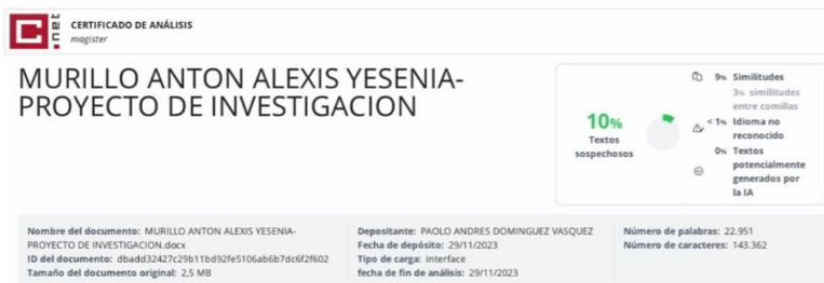 .net
CERTIFICADO DE ANÁLISIS
magister
MURILLO ANTON ALEXIS YESENIA-
PROYECTO DE INVESTIGACION
10%
Textos
sospechosos
9% Similitudes
3% similitudes
entre comillas
< 1% Idioma no
reconocido
0% Textos
potencialmente
generados por
la IA
Nombre del documento: MURILLO ANTON ALEXIS YESENIA-
PROYECTO DE INVESTIGACION.docx
ID del documento: dbadd32427c29b11bd92fe5106ab6b7dc6f2f602
Tamaño del documento original: 2,5 MB
Depositante: PAOLO ANDRES DOMINGUEZ VASQUEZ
Fecha de depósito: 29/11/2023
Tipo de carga: interface
fecha de fin de análisis: 29/11/2023
Número de palabras: 22.951
Número de caracteres: 143.362